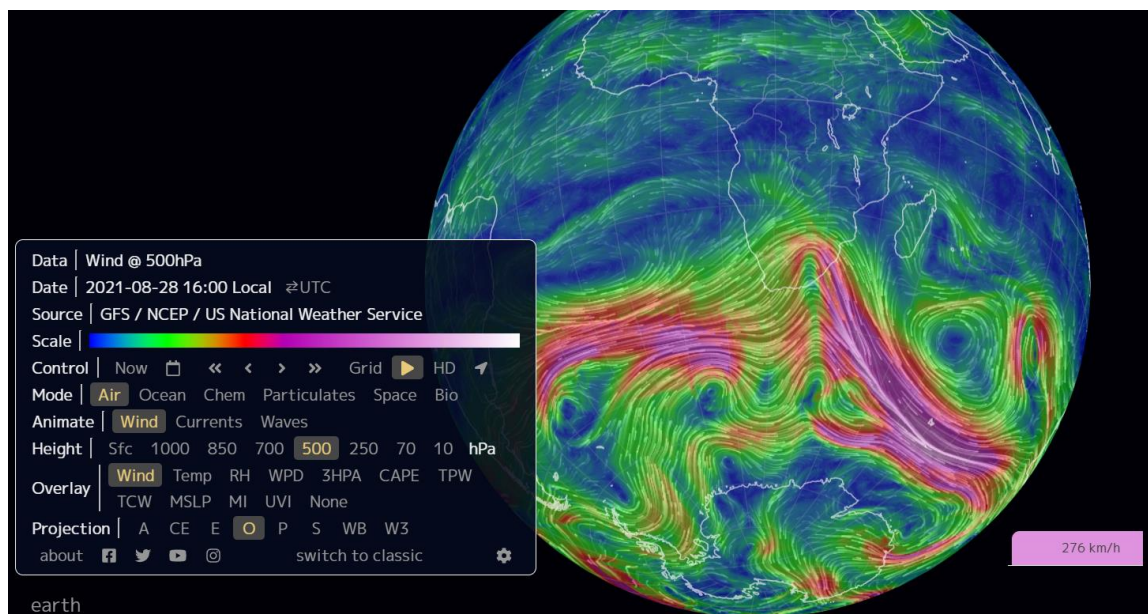 Data | Wind @ 500hPa
Date | 2021-08-28 16:00 Local ⇄UTC
Source | GFS / NCEP / US National Weather Service
Scale |
Control | Now « ‹ › » Grid HD
Mode | Air Ocean Chem Particulates Space Bio
Animate | Wind Currents Waves
Height | Sfc 1000 850 700 500 250 70 10 hPa
Overlay | Wind Temp RH WPD 3HPA CAPE TPW
TCW MSLP MI UVI None
Projection | A CE E O P S WB W3
about switch to classic
276 km/h
earth